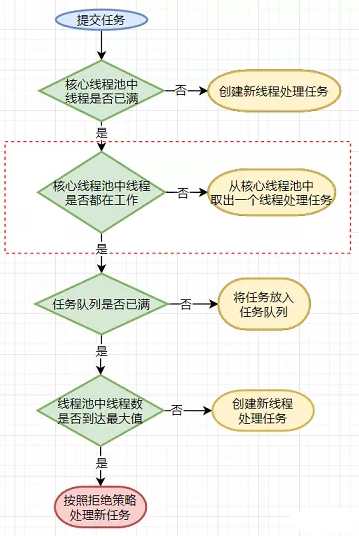 提交任务
核心线程池中
线程是否已满
否
创建新线程处理任务
是
核心线程池中线程
是否都在工作
否
从核心线程池中
取出一个线程处理任务
是
任务队列是否已满
否
将任务放入
任务队列
是
线程池中线程数
是否到达最大值
否
创建新线程
处理任务
是
按照拒绝策略
处理新任务